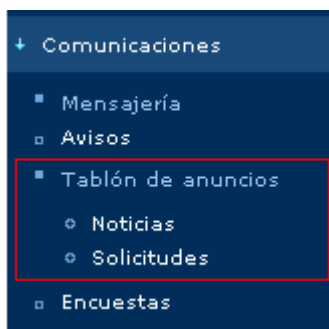 Comunicaciones
Mensajería
Avisos
Tablón de anuncios
Noticias
Solicitudes
Encuestas